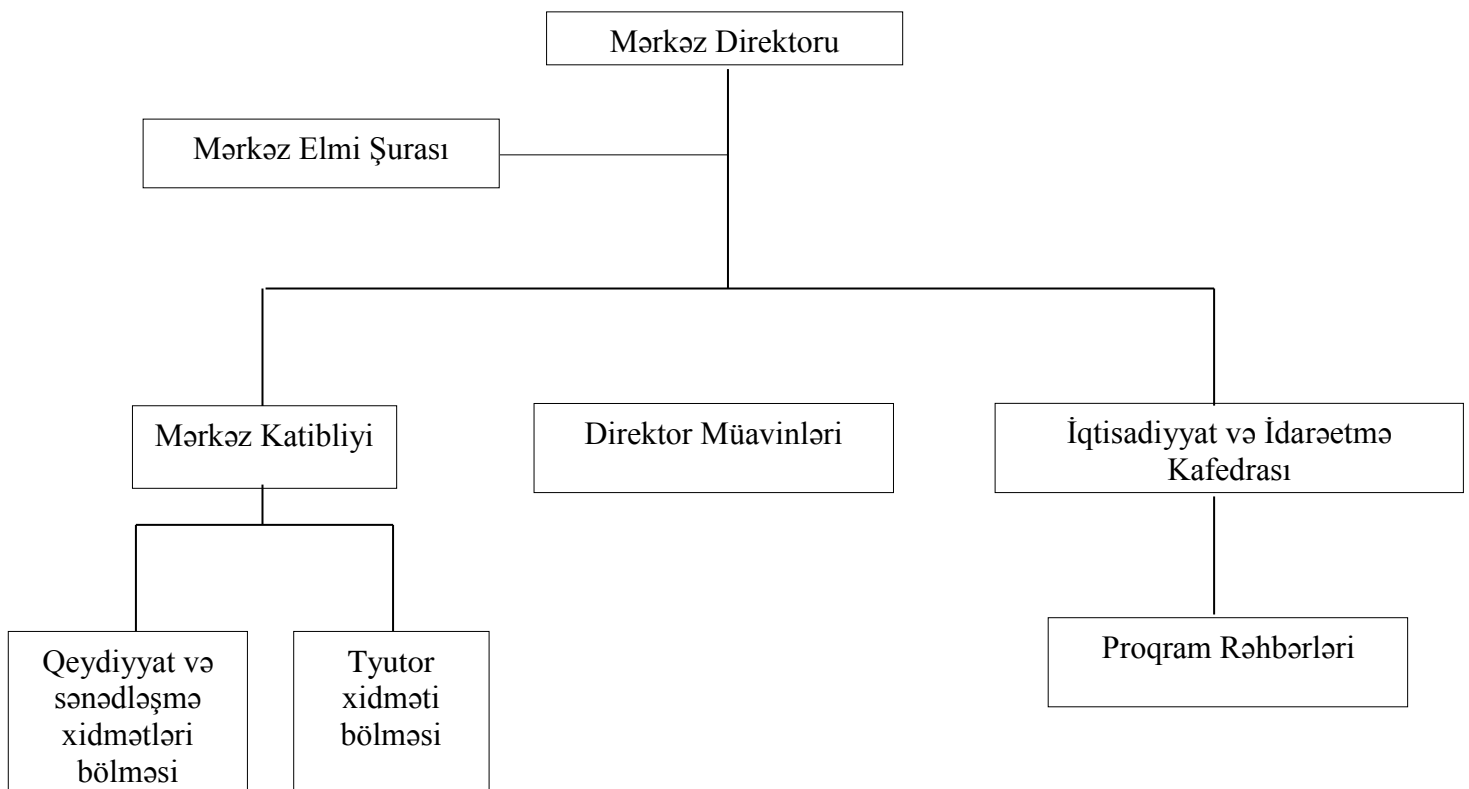 Mərkəz Direktoru
Mərkəz Elmi Şurası
Mərkəz Katibliyi
Direktor Müavinləri
İqtisadiyyat və İdarəetmə
Kafedrası
Qeydiyyat və
sənədləşmə
xidmətləri
bölməsi
Tyutor
xidməti
bölməsi
Proqram Rəhbərləri